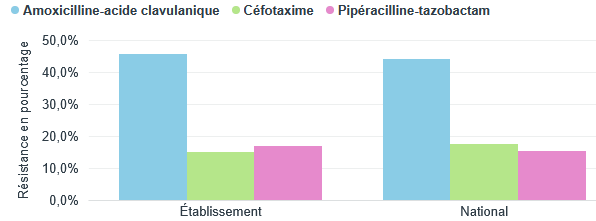 Amoxicilline-acide clavulanique Céfotaxime Pipéracilline-tazobactam
Résistance en pourcentage
50,0%
40,0%
30,0%
20,0%
10,0%
0,0%
Établissement National